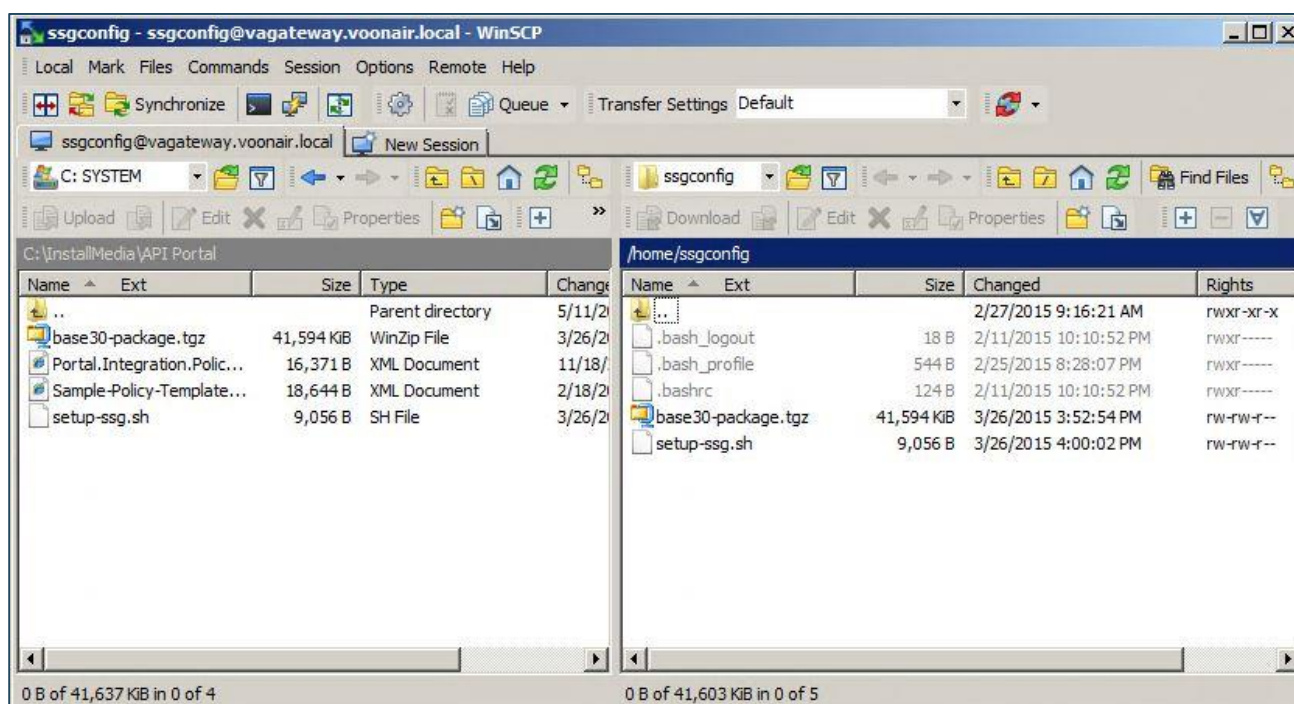 ssgconfig - ssgconfig@vagateway.voonair.local - WinSCP
Local Mark Files Commands Session Options Remote Help
Synchronize Queue Transfer Settings Default
ssgconfig@vagateway.voonair.local New Session
C: SYSTEM ssgconfig Find Files
Upload Edit Properties » Download Edit Properties
C:\InstallMedia\API Portal /home/ssgconfig
Name Ext Size Type Change Name Ext Size Changed Rights
.. Parent directory 5/11/2 .. 2/27/2015 9:16:21 AM rwxr-xr-x
base30-package.tgz 41,594 KiB WinZip File 3/26/2 .bash_logout 18 B 2/11/2015 10:10:52 PM rwxr-----
Portal.Integration.Polic... 16,371 B XML Document 11/18/ .bash_profile 544 B 2/25/2015 8:28:07 PM rwxr-----
Sample-Policy-Template... 18,644 B XML Document 2/18/2 .bashrc 124 B 2/11/2015 10:10:52 PM rwxr-----
setup-ssg.sh 9,056 B SH File 3/26/2 base30-package.tgz 41,594 KiB 3/26/2015 3:52:54 PM rw-rw-r--
setup-ssg.sh 9,056 B 3/26/2015 4:00:02 PM rw-rw-r--
0 B of 41,637 KiB in 0 of 4 0 B of 41,603 KiB in 0 of 5